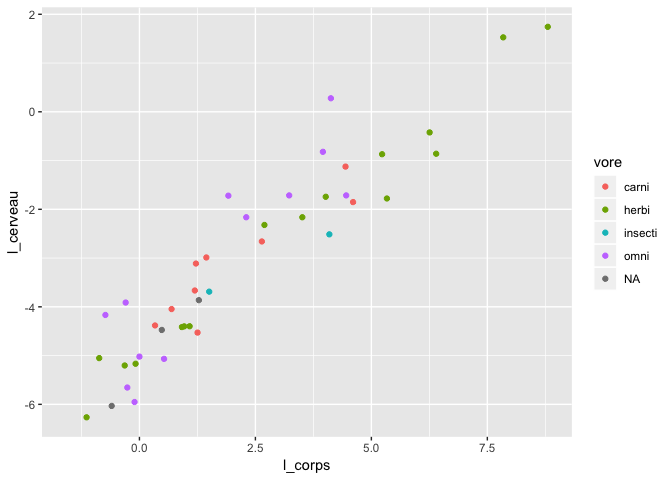 2
0
-2
-4
-6
l_cerveau
0.0 2.5 5.0 7.5
l_corps
vore
carni
herbi
insecti
omni
NA